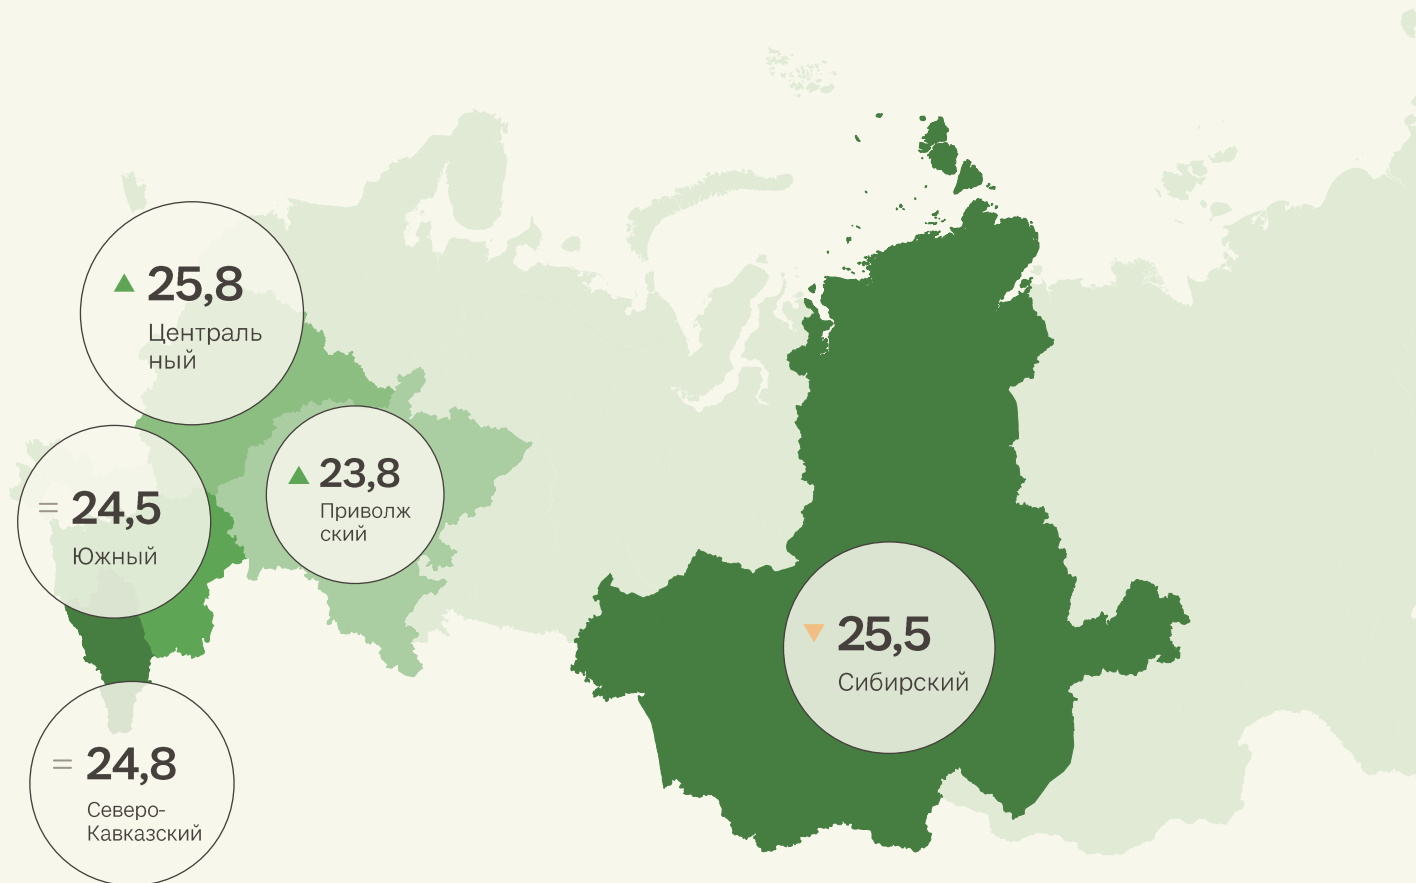 25,8
Централь
ный
23,8
Приволж
ский
= 24,5
Южный
25,5
Сибирский
= 24,8
Северо-
Кавказский